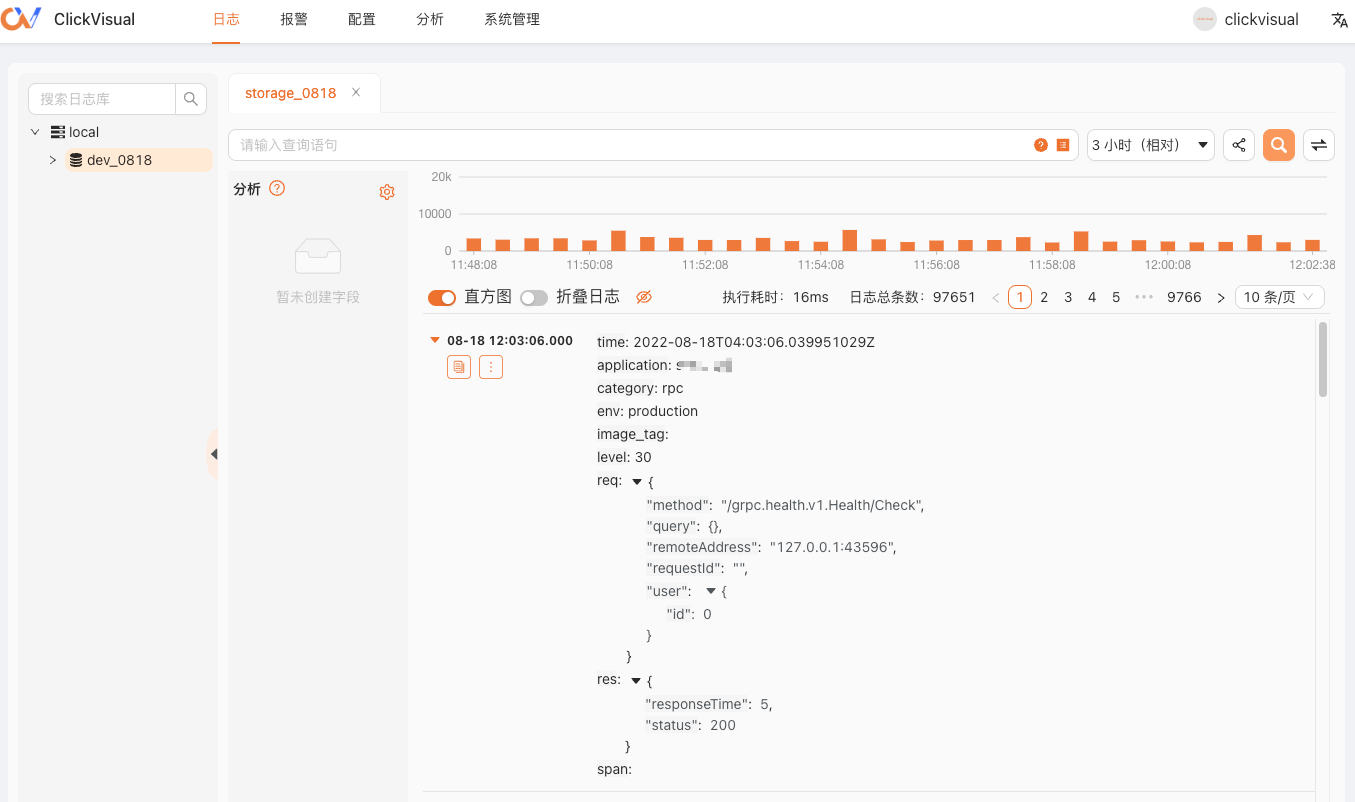 ClickVisual 日志 报警 配置 分析 系统管理 clickvisual
搜索日志库
storage_0818
local
dev_0818
请输入查询语句 3 小时（相对）
分析
暂未创建字段
20k
10000
0
11:48:08 11:50:08 11:52:08 11:54:08 11:56:08 11:58:08 12:00:08 12:02:38
直方图 折叠日志 执行耗时：16ms 日志总条数：97651 1 2 3 4 5 ••• 9766 10 条/页
08-18 12:03:06.000
time: 2022-08-18T04:03:06.039951029Z
application:
category: rpc
env: production
image_tag:
level: 30
req: {
"method": "/grpc.health.v1.Health/Check",
"query": {},
"remoteAddress": "127.0.0.1:43596",
"requestId": "",
"user": {
"id": 0
}
}
res: {
"responseTime": 5,
"status": 200
}
span: